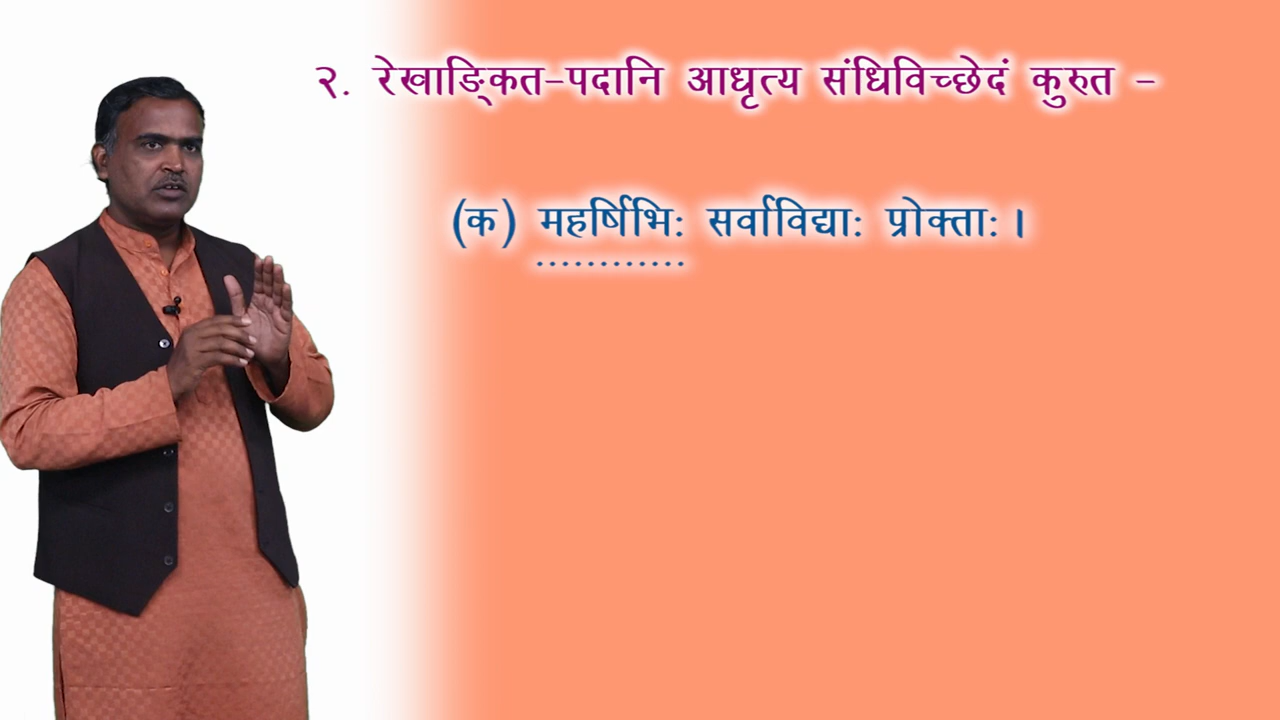 २. रेखाङ्कित-पदानि आधृत्य संधिविच्छेदं कुरुत -
(क) महर्षिभिः सर्वाविद्याः प्रोक्ताः।
............